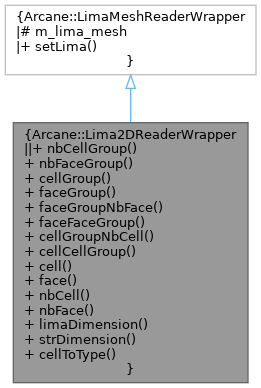 {Arcane::LimaMeshReaderWrapper
|# m_lima_mesh
|+ setLima()
}
{Arcane::Lima2DReaderWrapper
||+ nbCellGroup()
+ nbFaceGroup()
+ cellGroup()
+ faceGroup()
+ faceGroupNbFace()
+ faceFaceGroup()
+ cellGroupNbCell()
+ cellCellGroup()
+ cell()
+ face()
+ nbCell()
+ nbFace()
+ limaDimension()
+ strDimension()
+ cellToType()
}